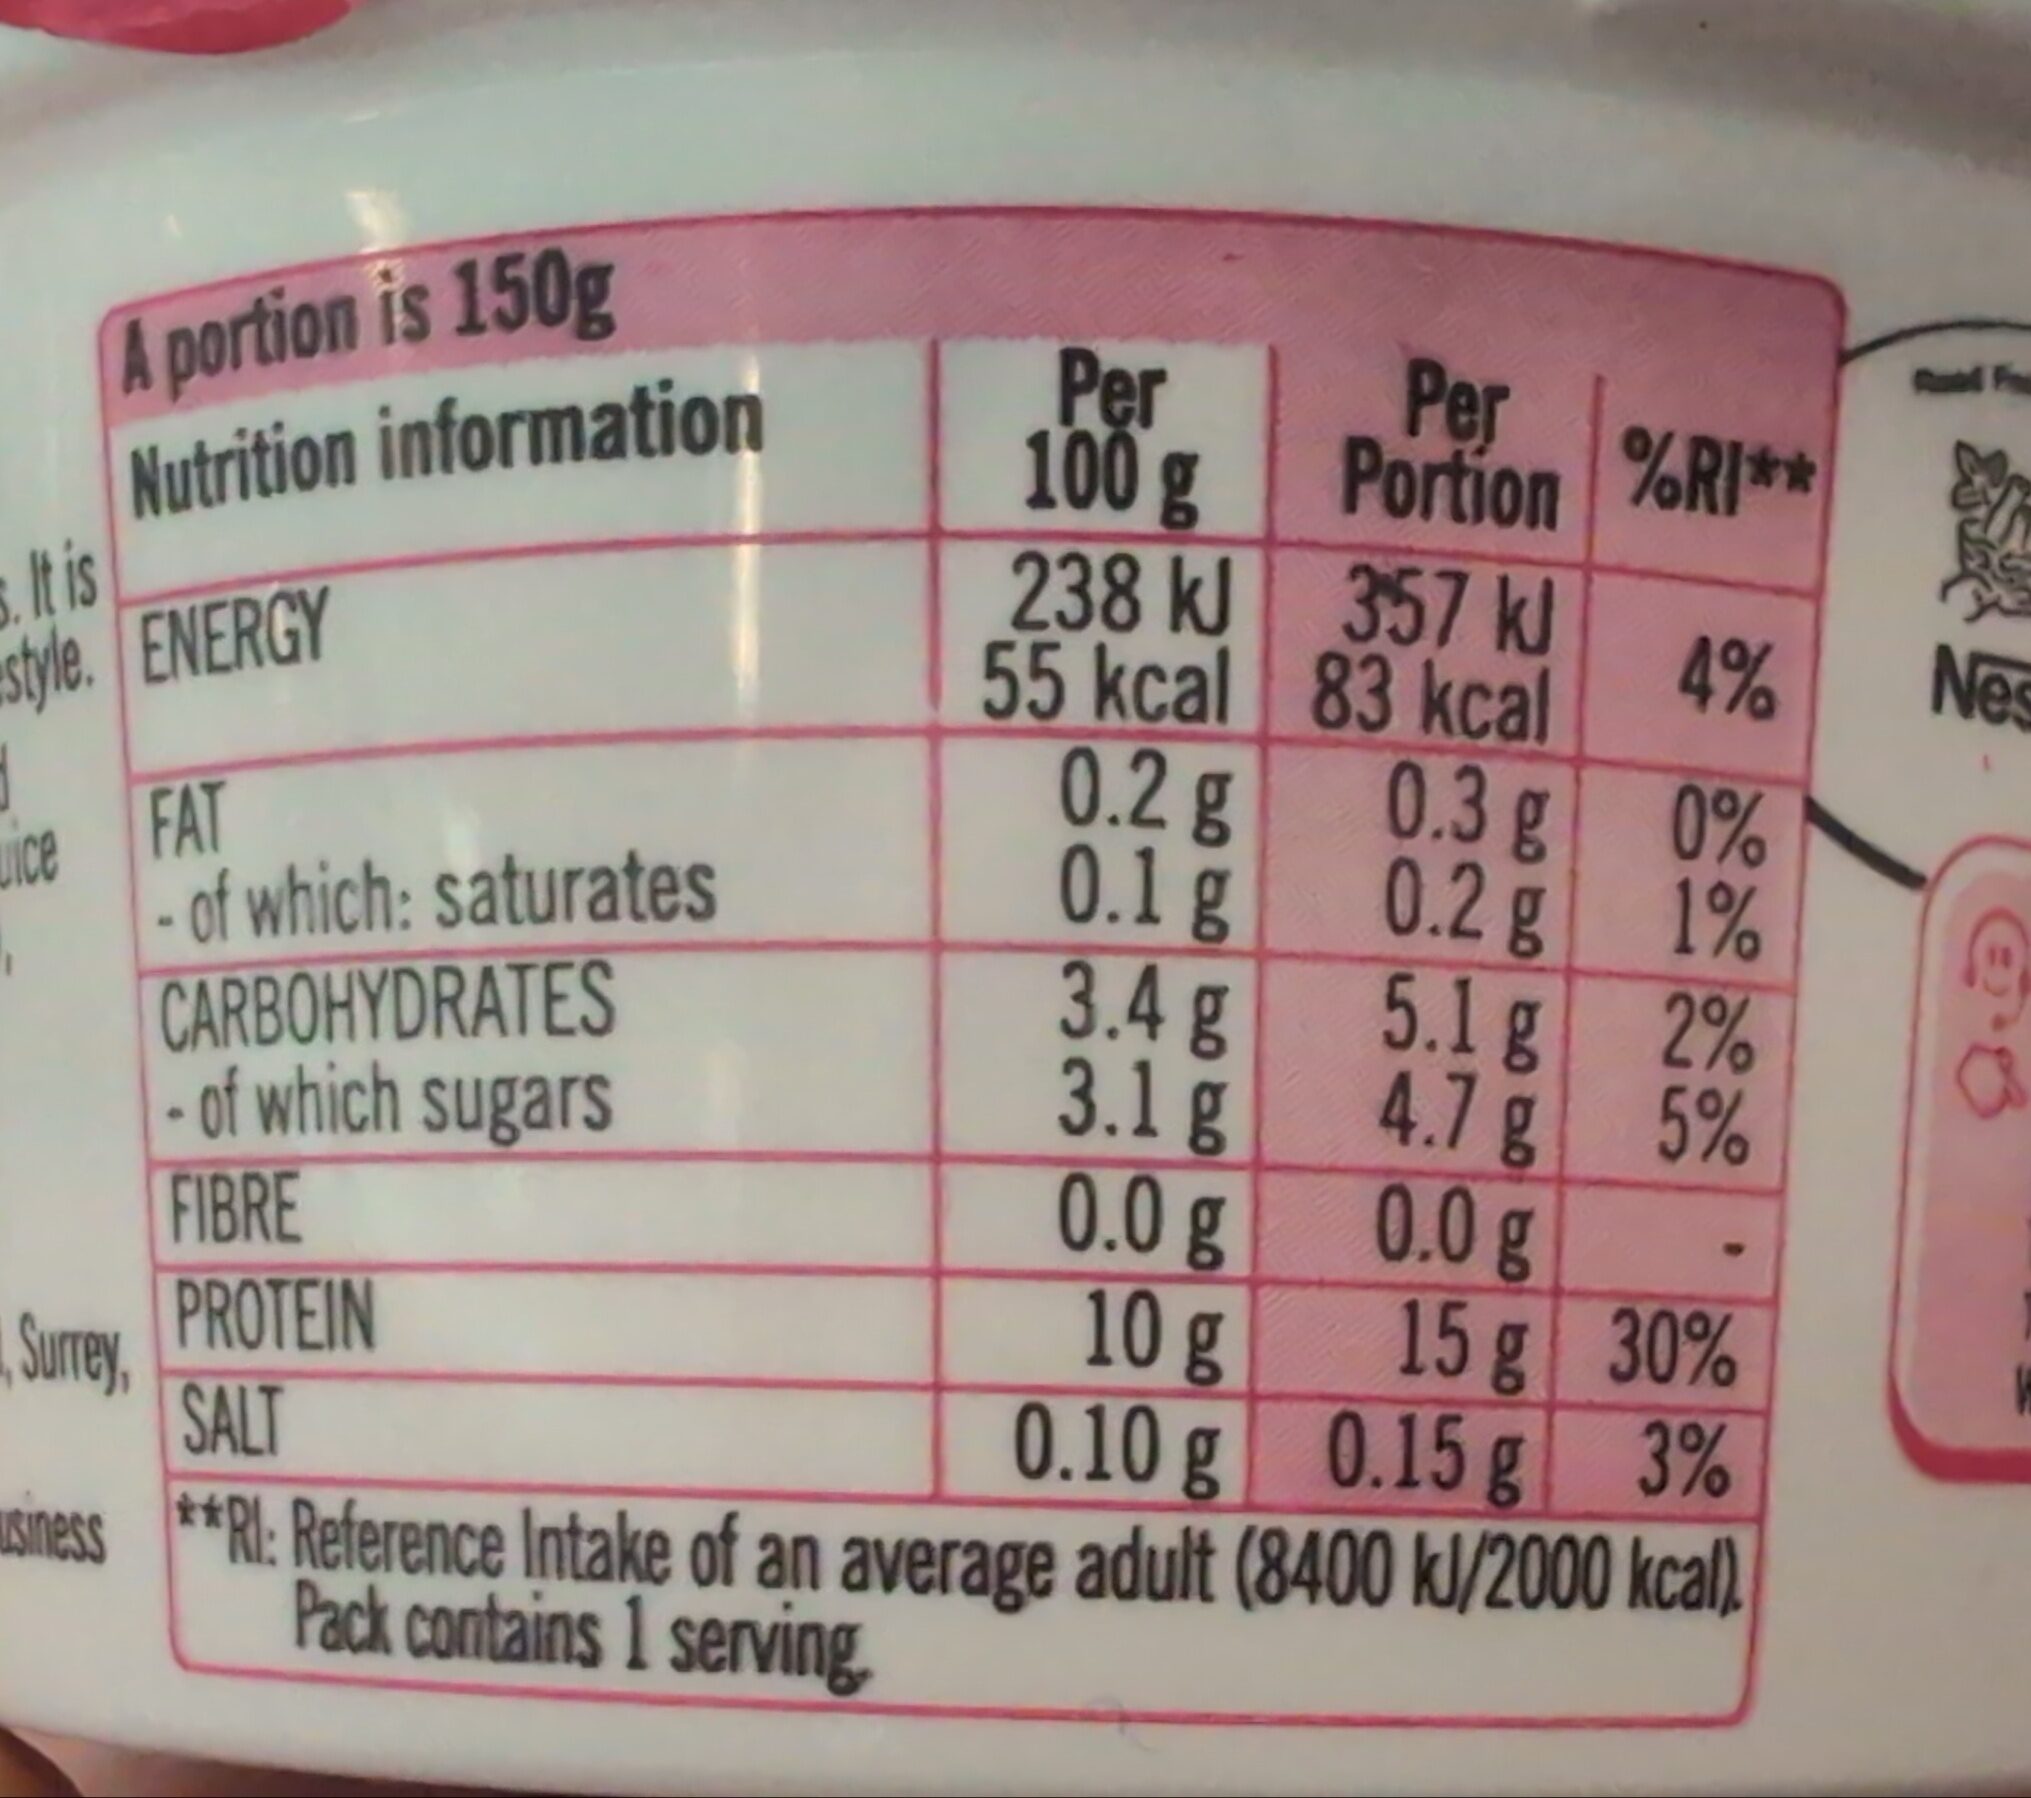 A portion is 150g
Nutrition information Per 100 g Per Portion %RI**
ENERGY 238 kJ 357 kJ 4%
55 kcal 83 kcal
FAT 0.2 g 0.3 g 0%
- of which: saturates 0.1 g 0.2 g 1%
CARBOHYDRATES 3.4 g 5.1 g 2%
- of which sugars 3.1 g 4.7 g 5%
FIBRE 0.0 g 0.0 g -
PROTEIN 10 g 15 g 30%
SALT 0.10 g 0.15 g 3%
**RI: Reference Intake of an average adult (8400 kJ/2000 kcal).
Pack contains 1 serving.
s. It is
style.
uice
, Surrey,
usiness
Nes